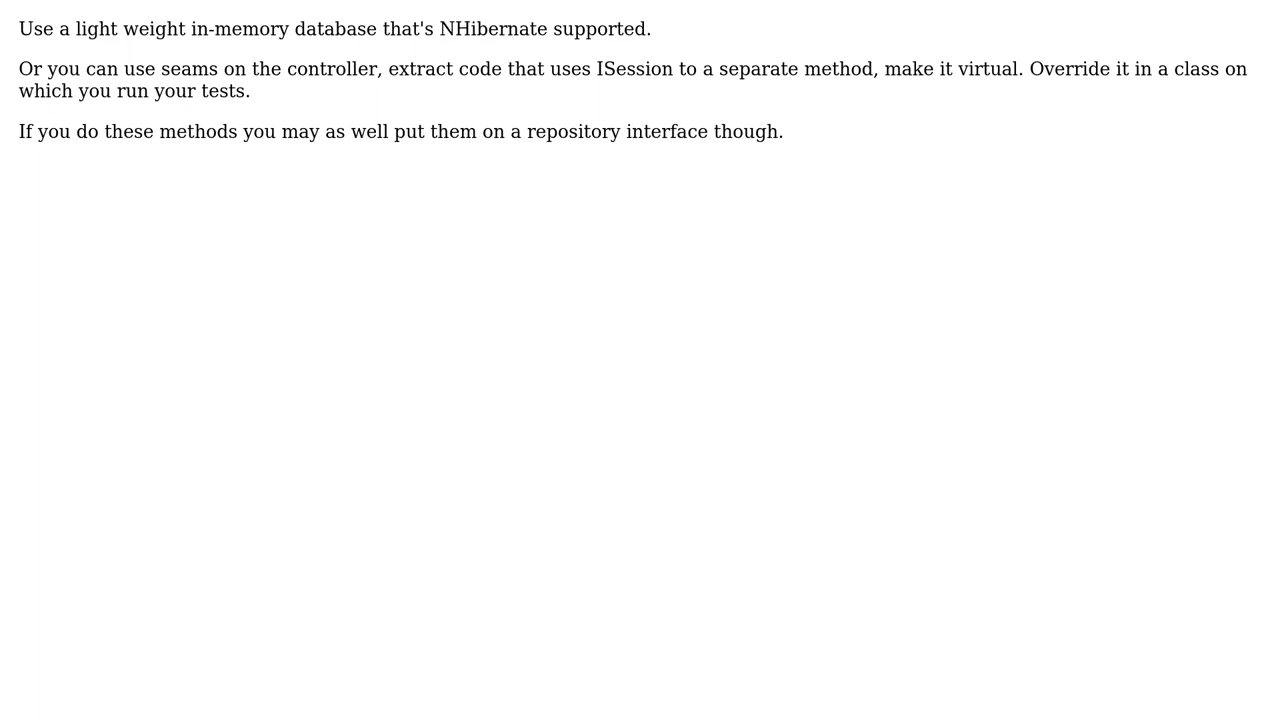 Use a light weight in-memory database that's NHibernate supported.
Or you can use seams on the controller, extract code that uses ISession to a separate method, make it virtual. Override it in a class on
which you run your tests.
If you do these methods you may as well put them on a repository interface though.